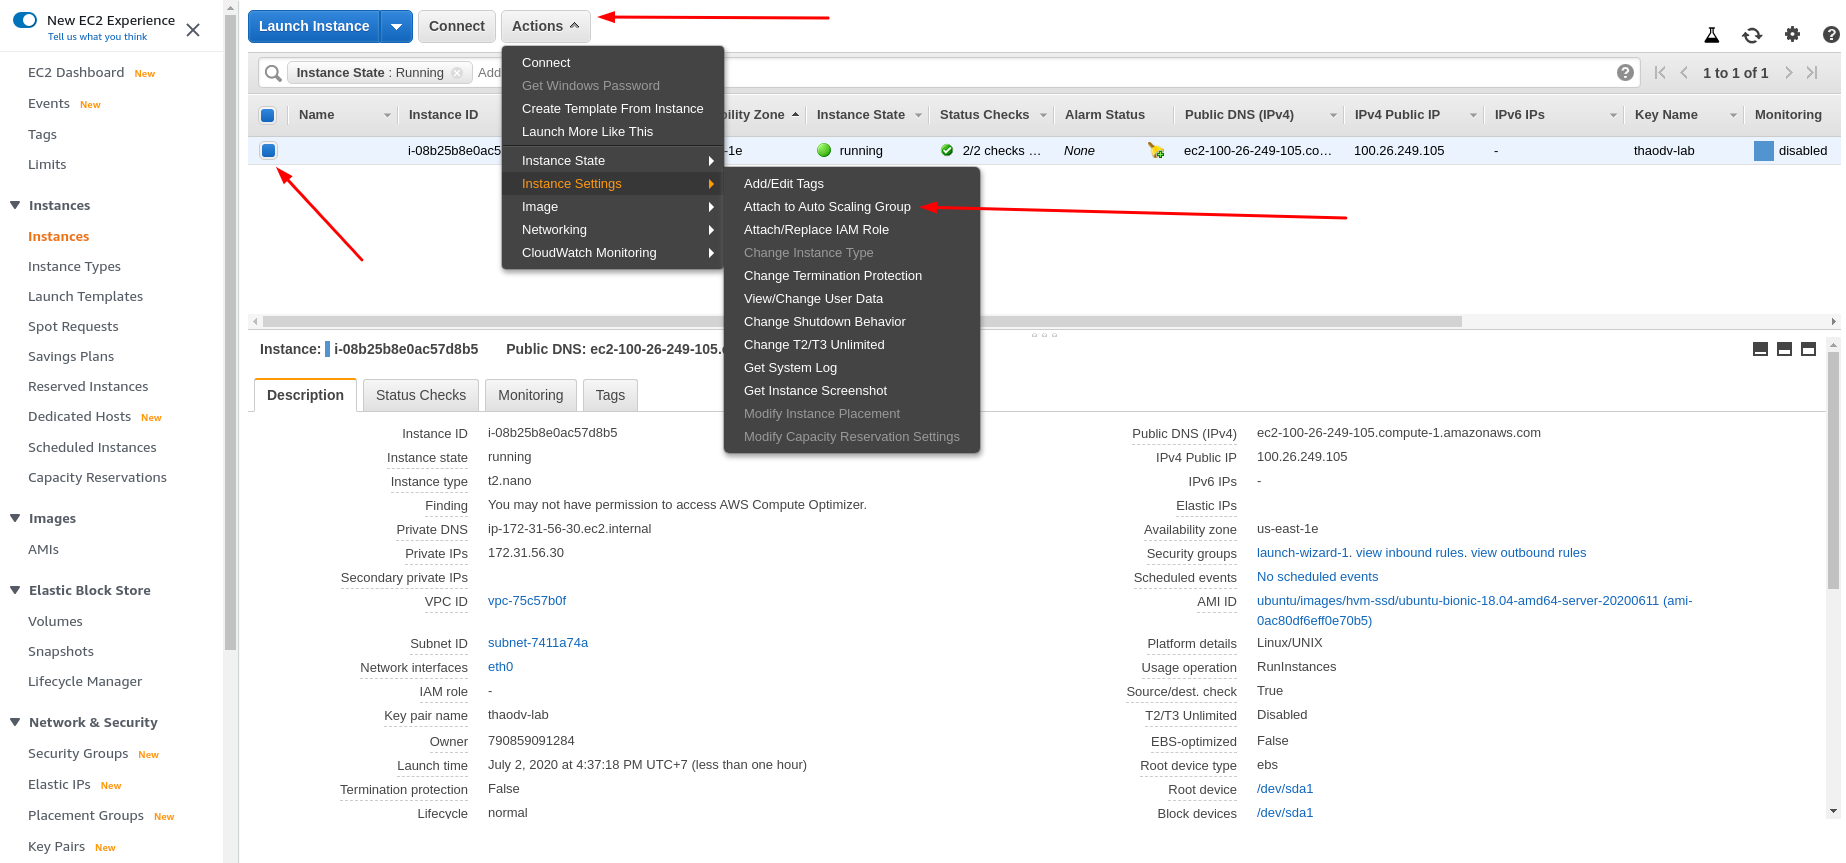 New EC2 Experience
Tell us what you think
EC2 Dashboard New
Events New
Tags
Limits
Instances
Instances
Instance Types
Launch Templates
Spot Requests
Savings Plans
Reserved Instances
Dedicated Hosts New
Scheduled Instances
Capacity Reservations
Images
AMIs
Elastic Block Store
Volumes
Snapshots
Lifecycle Manager
Network & Security
Security Groups New
Elastic IPs New
Placement Groups New
Key Pairs New
Launch Instance Connect Actions
Instance State : Running Add 1 to 1 of 1
Name Instance ID ility Zone Instance State Status Checks Alarm Status Public DNS (IPv4) IPv4 Public IP IPv6 IPs Key Name Monitoring
i-08b25b8e0ac5 -1e running 2/2 checks ... None ec2-100-26-249-105.co... 100.26.249.105 - thaodv-lab disabled
Connect
Get Windows Password
Create Template From Instance
Launch More Like This
Instance State
Instance Settings
Image
Networking
CloudWatch Monitoring
Add/Edit Tags
Attach to Auto Scaling Group
Attach/Replace IAM Role
Change Instance Type
Change Termination Protection
View/Change User Data
Change Shutdown Behavior
Change T2/T3 Unlimited
Get System Log
Get Instance Screenshot
Modify Instance Placement
Modify Capacity Reservation Settings
Instance: i-08b25b8e0ac57d8b5 Public DNS: ec2-100-26-249-105.
Description Status Checks Monitoring Tags
Instance ID i-08b25b8e0ac57d8b5
Instance state running
Instance type t2.nano
Finding You may not have permission to access AWS Compute Optimizer.
Private DNS ip-172-31-56-30.ec2.internal
Private IPs 172.31.56.30
Secondary private IPs
VPC ID vpc-75c57b0f
Subnet ID subnet-7411a74a
Network interfaces eth0
IAM role -
Key pair name thaodv-lab
Owner 790859091284
Launch time July 2, 2020 at 4:37:18 PM UTC+7 (less than one hour)
Termination protection False
Lifecycle normal
Public DNS (IPv4) ec2-100-26-249-105.compute-1.amazonaws.com
IPv4 Public IP 100.26.249.105
IPv6 IPs -
Elastic IPs
Availability zone us-east-1e
Security groups launch-wizard-1. view inbound rules. view outbound rules
Scheduled events No scheduled events
AMI ID ubuntu/images/hvm-ssd/ubuntu-bionic-18.04-amd64-server-20200611 (ami-
0ac80df6eff0e70b5)
Platform details Linux/UNIX
Usage operation RunInstances
Source/dest. check True
T2/T3 Unlimited Disabled
EBS-optimized False
Root device type ebs
Root device /dev/sda1
Block devices /dev/sda1